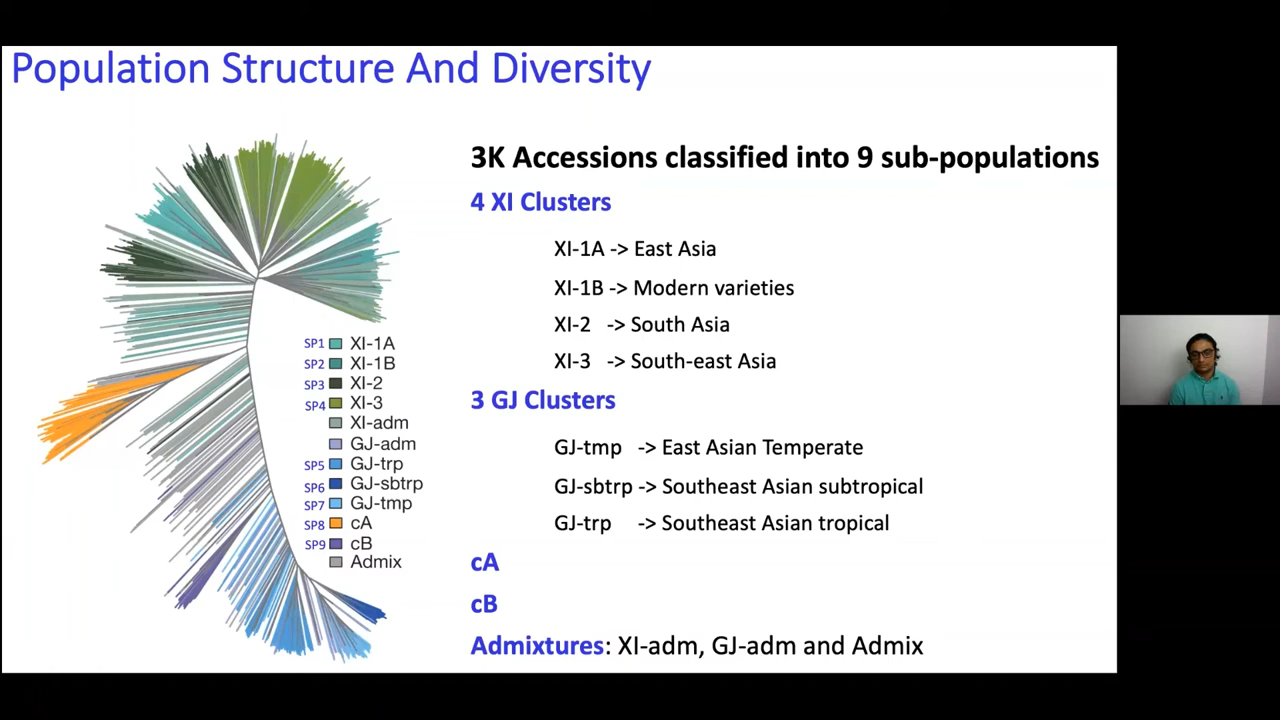 Population Structure And Diversity
3K Accessions classified into 9 sub-populations
4 XI Clusters
XI-1A -> East Asia
XI-1B -> Modern varieties
XI-2 -> South Asia
XI-3 -> South-east Asia
3 GJ Clusters
GJ-tmp -> East Asian Temperate
GJ-sbtrp -> Southeast Asian subtropical
GJ-trp -> Southeast Asian tropical
cA
cB
Admixtures: XI-adm, GJ-adm and Admix
SP1 XI-1A
SP2 XI-1B
SP3 XI-2
SP4 XI-3
XI-adm
GJ-adm
SP5 GJ-trp
SP6 GJ-sbtrp
SP7 GJ-tmp
SP8 cA
SP9 cB
Admix